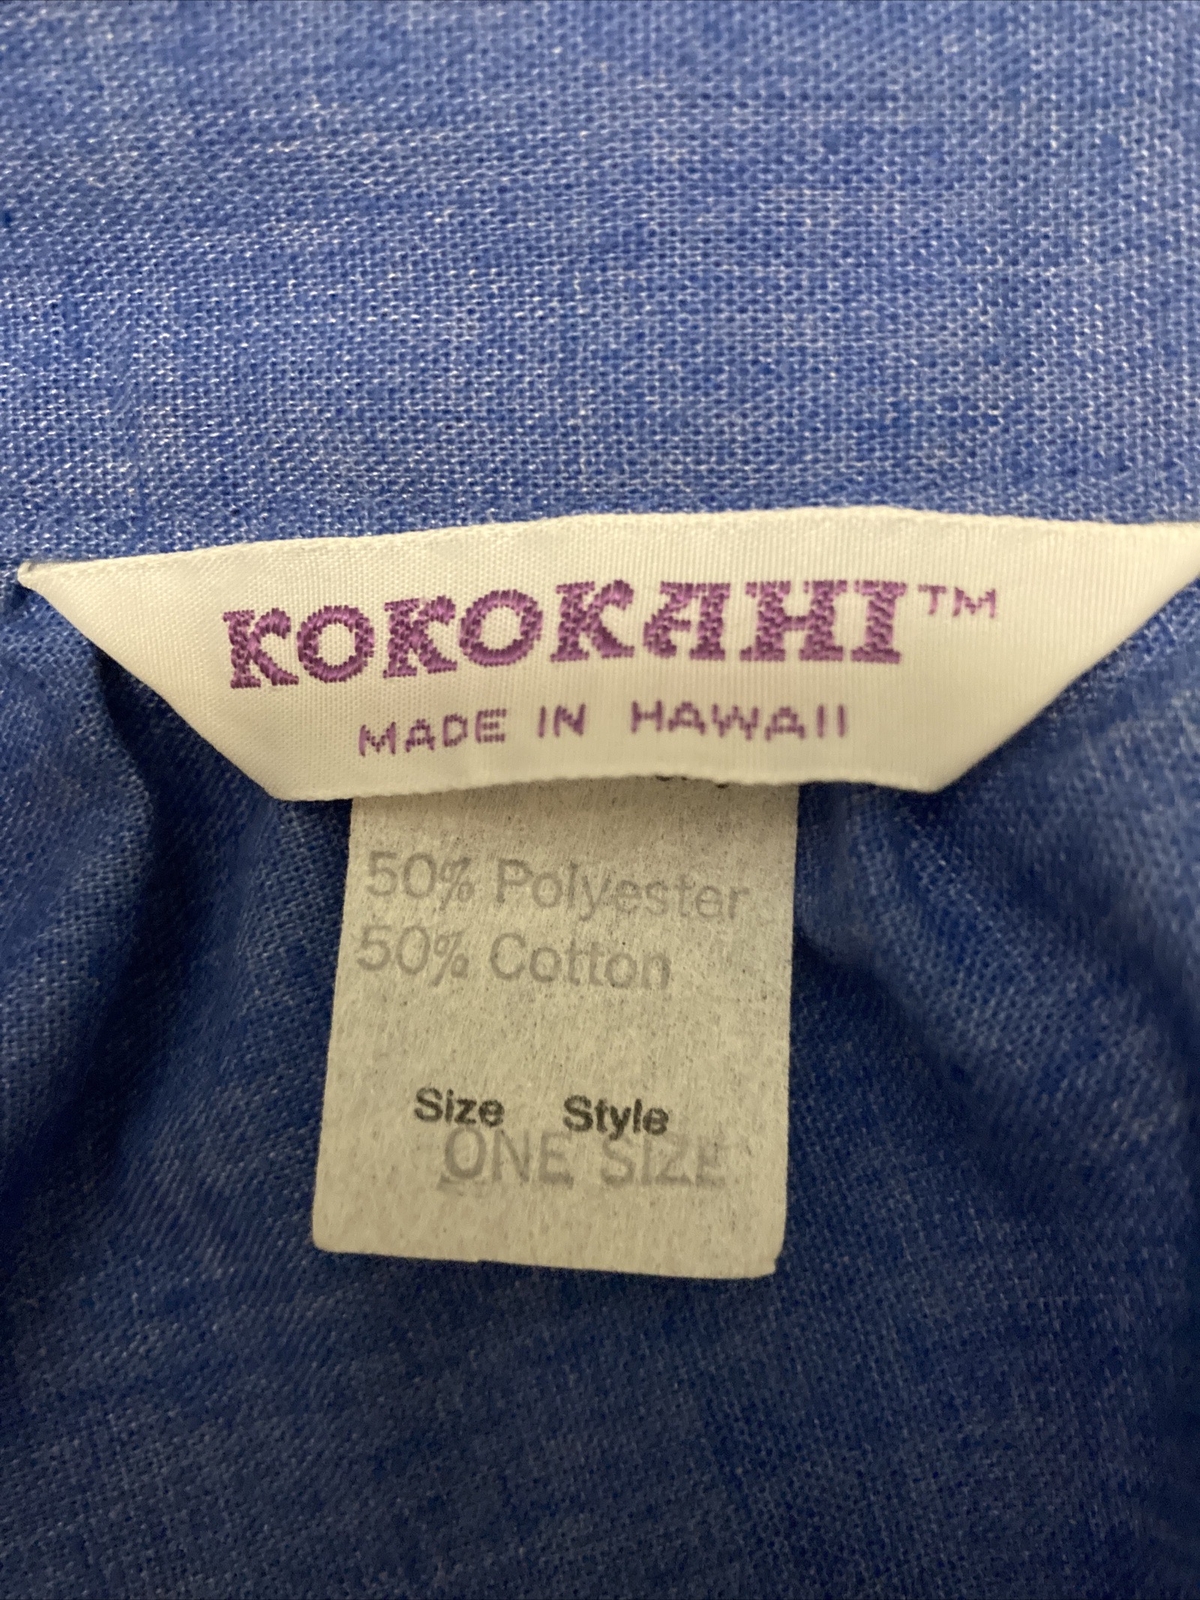 KOKOKAHI™
MADE IN HAWAII
50% Polyester
50% Cotton
Size Style
ONE SIZE